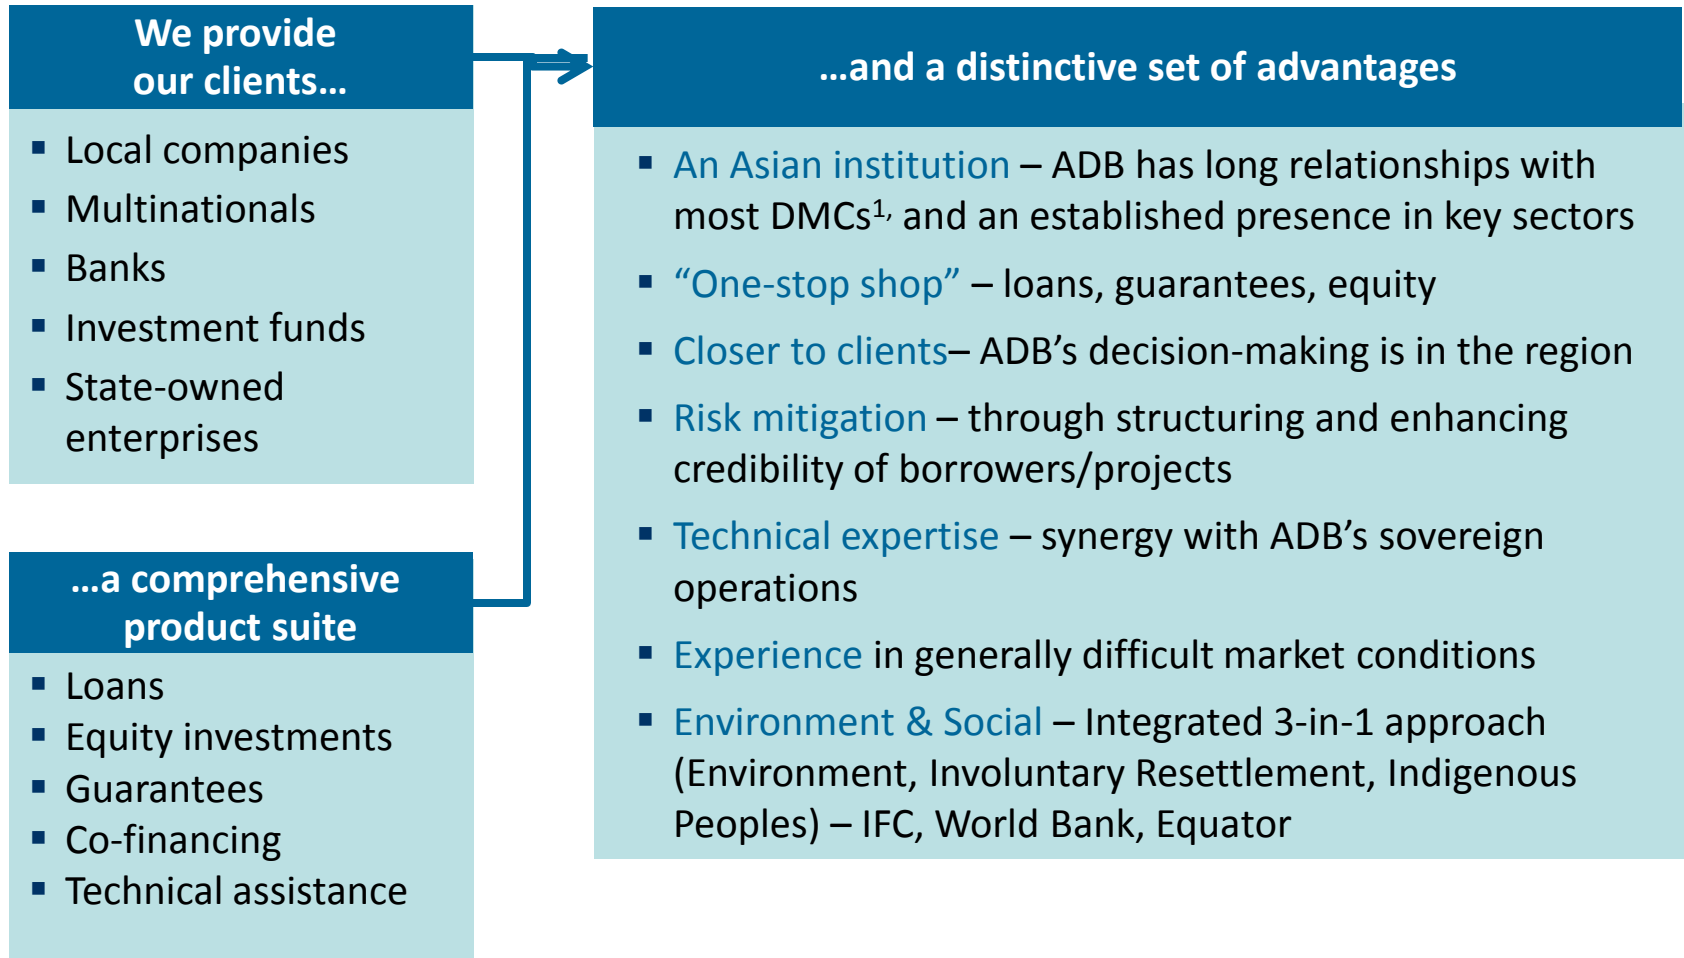 We provide
our clients…
▪ Local companies
▪ Multinationals
▪ Banks
▪ Investment funds
▪ State-owned
enterprises
…a comprehensive
product suite
▪ Loans
▪ Equity investments
▪ Guarantees
▪ Co-financing
▪ Technical assistance
…and a distinctive set of advantages
▪ An Asian institution – ADB has long relationships with
most DMCs¹, and an established presence in key sectors
▪ “One-stop shop” – loans, guarantees, equity
▪ Closer to clients– ADB’s decision-making is in the region
▪ Risk mitigation – through structuring and enhancing
credibility of borrowers/projects
▪ Technical expertise – synergy with ADB’s sovereign
operations
▪ Experience in generally difficult market conditions
▪ Environment & Social – Integrated 3-in-1 approach
(Environment, Involuntary Resettlement, Indigenous
Peoples) – IFC, World Bank, Equator